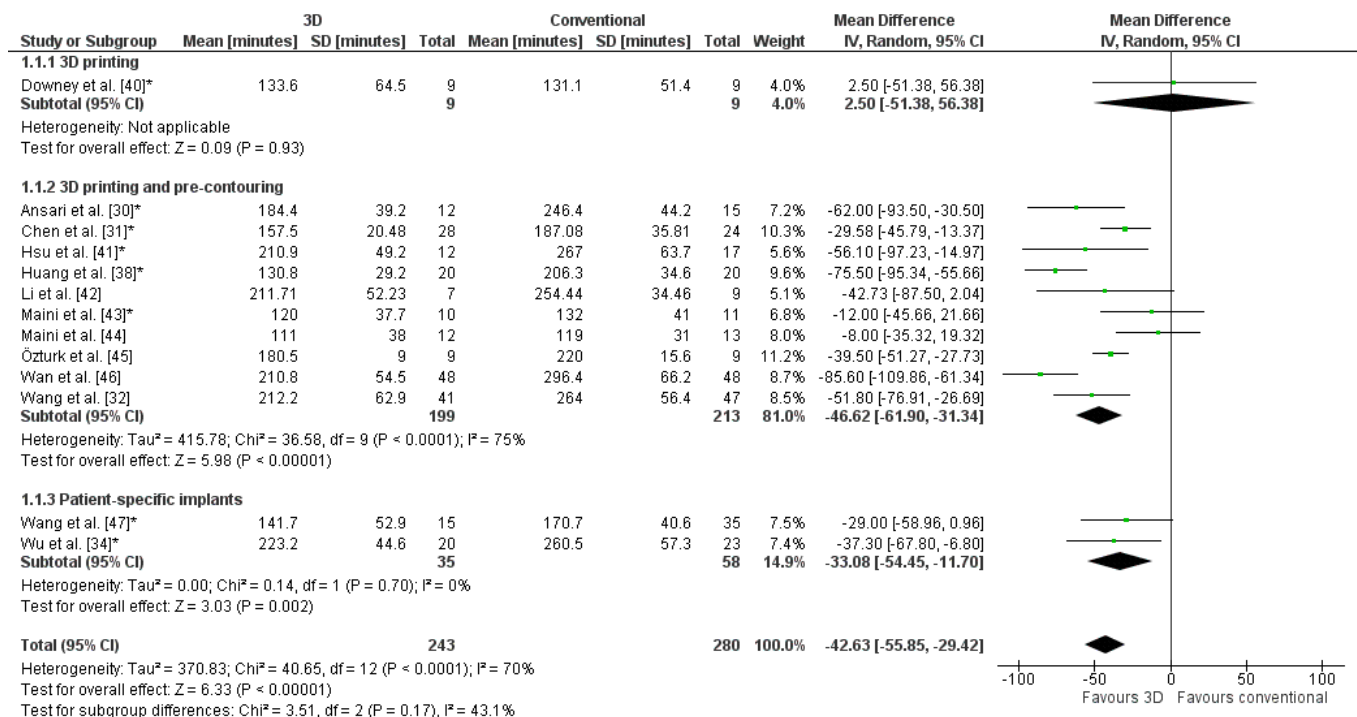 3D Conventional Mean Difference Mean Difference
Study or Subgroup Mean [minutes] SD [minutes] Total Mean [minutes] SD [minutes] Total Weight IV, Random, 95% CI IV, Random, 95% CI
1.1.1 3D printing
Downey et al. [40]* 133.6 64.5 9 131.1 51.4 9 4.0% 2.50 [-51.38, 56.38]
Subtotal (95% CI) 9 9 4.0% 2.50 [-51.38, 56.38]
Heterogeneity: Not applicable
Test for overall effect: Z = 0.09 (P = 0.93)
1.1.2 3D printing and pre-contouring
Ansari et al. [30]* 184.4 39.2 12 246.4 44.2 15 7.2% -62.00 [-93.50, -30.50]
Chen et al. [31]* 157.5 20.48 28 187.08 35.81 24 10.3% -29.58 [-45.79, -13.37]
Hsu et al. [41]* 210.9 49.2 12 267 63.7 17 5.6% -56.10 [-97.23, -14.97]
Huang et al. [38]* 130.8 29.2 20 206.3 34.6 20 9.6% -75.50 [-95.34, -55.66]
Li et al. [42] 211.71 52.23 7 254.44 34.46 9 5.1% -42.73 [-87.50, 2.04]
Maini et al. [43]* 120 37.7 10 132 41 11 6.8% -12.00 [-45.66, 21.66]
Maini et al. [44] 111 38 12 119 31 13 8.0% -8.00 [-35.32, 19.32]
Özturk et al. [45] 180.5 9 9 220 15.6 9 11.2% -39.50 [-51.27, -27.73]
Wan et al. [46] 210.8 54.5 48 296.4 66.2 48 8.7% -85.60 [-109.86, -61.34]
Wang et al. [32] 212.2 62.9 41 264 56.4 47 8.5% -51.80 [-76.91, -26.69]
Subtotal (95% CI) 199 213 81.0% -46.62 [-61.90, -31.34]
Heterogeneity: Tau² = 415.78; Chi² = 36.58, df = 9 (P < 0.0001); I² = 75%
Test for overall effect: Z = 5.98 (P < 0.00001)
1.1.3 Patient-specific implants
Wang et al. [47]* 141.7 52.9 15 170.7 40.6 35 7.5% -29.00 [-58.96, 0.96]
Wu et al. [34]* 223.2 44.6 20 260.5 57.3 23 7.4% -37.30 [-67.80, -6.80]
Subtotal (95% CI) 35 58 14.9% -33.08 [-54.45, -11.70]
Heterogeneity: Tau² = 0.00; Chi² = 0.14, df = 1 (P = 0.70); I² = 0%
Test for overall effect: Z = 3.03 (P = 0.002)
Total (95% CI) 243 280 100.0% -42.63 [-55.85, -29.42]
Heterogeneity: Tau² = 370.83; Chi² = 40.65, df = 12 (P < 0.0001); I² = 70%
Test for overall effect: Z = 6.33 (P < 0.00001)
Test for subgroup differences: Chi² = 3.51, df = 2 (P = 0.17), I² = 43.1%
-100 -50 0 50 100
Favours 3D Favours conventional